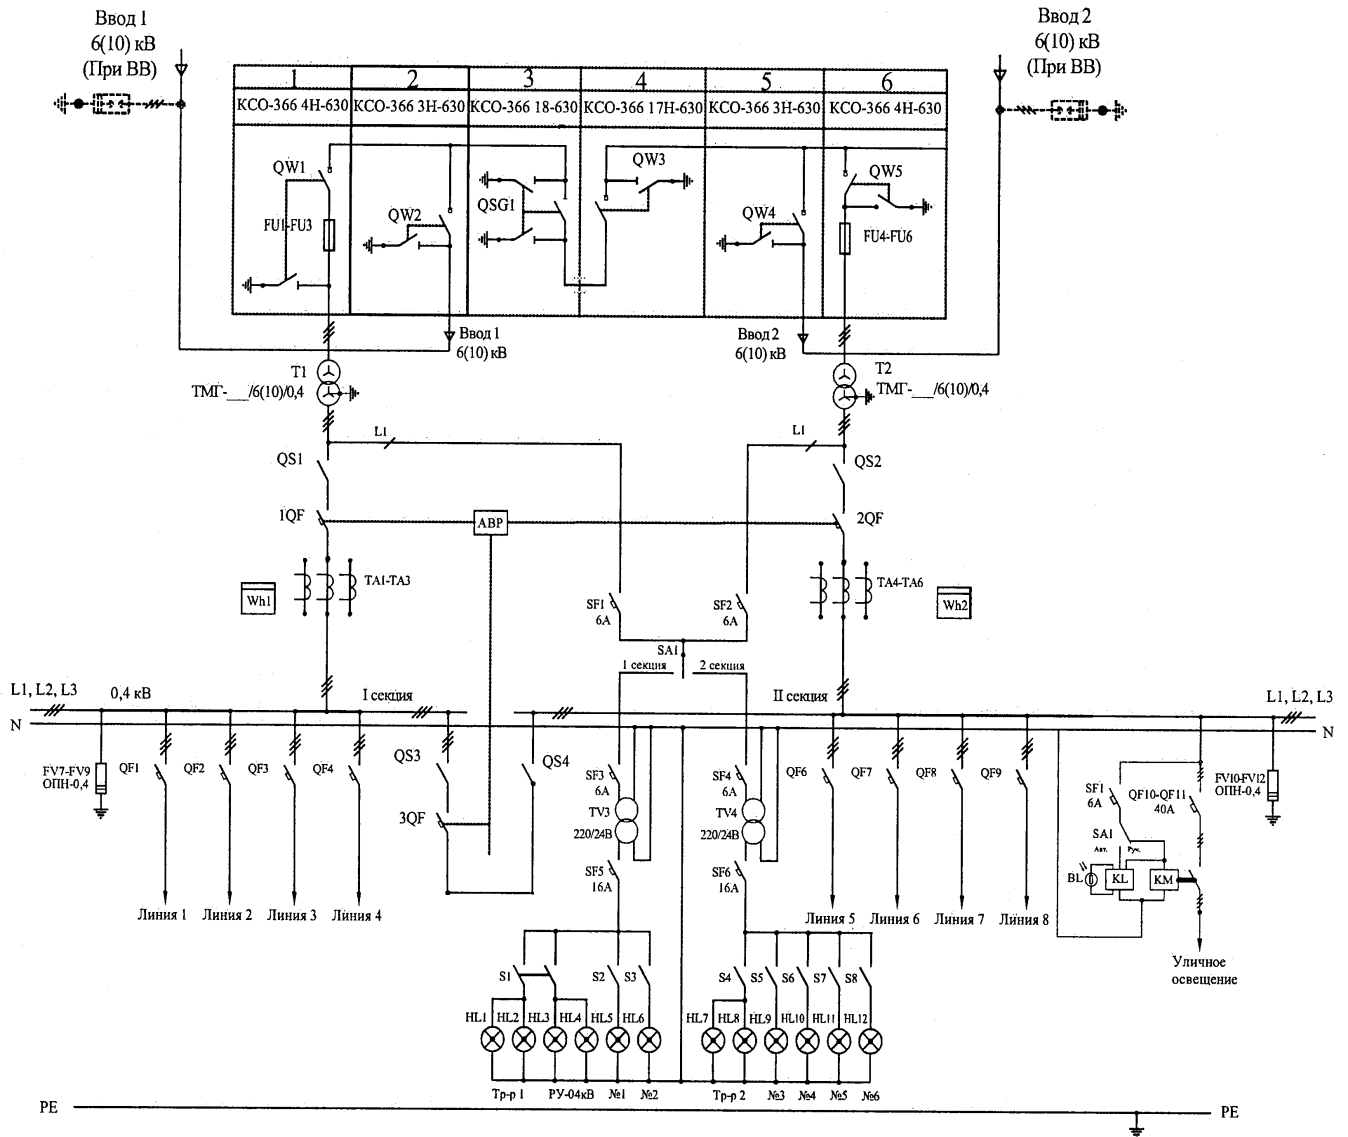 Ввод 1
6(10) кВ
(При ВВ)
Ввод 2
6(10) кВ
(При ВВ)
1 2 3 4 5 6
КСО-366 4Н-630 КСО-366 3Н-630 КСО-366 18-630 КСО-366 17Н-630 КСО-366 3Н-630 КСО-366 4Н-630
QW1
FU1-FU3
QW2
QSG1
QW3
QW4
QW5
FU4-FU6
Ввод 1
6(10) кВ
Ввод 2
6(10) кВ
T1
ТМГ-___/6(10)/0,4
T2
ТМГ-___/6(10)/0,4
L1
L1
QS1
QS2
1QF
АВР
2QF
TA1-TA3
TA4-TA6
Wh1
Wh2
SF1
6A
SF2
6A
SA1
1 секция
2 секция
L1, L2, L3
0,4 кВ
I секция
II секция
L1, L2, L3
N
N
FV7-FV9
ОПН-0,4
QF1
QF2
QF3
QF4
QS3
QS4
3QF
SF3
6A
TV3
220/24В
SF5
16A
SF4
6A
TV4
220/24В
SF6
16A
QF6
QF7
QF8
QF9
SF1
6A
QF10-QF11
40A
FV10-FV12
ОПН-0,4
SA1
Авт.
Руч.
BL
KL
KM
Линия 1
Линия 2
Линия 3
Линия 4
Линия 5
Линия 6
Линия 7
Линия 8
Уличное
освещение
S1
S2
S3
S4
S5
S6
S7
S8
HL1
HL2
HL3
HL4
HL5
HL6
HL7
HL8
HL9
HL10
HL11
HL12
Тр-р 1
РУ-04кВ
№1
№2
Тр-р 2
№3
№4
№5
№6
PE
PE